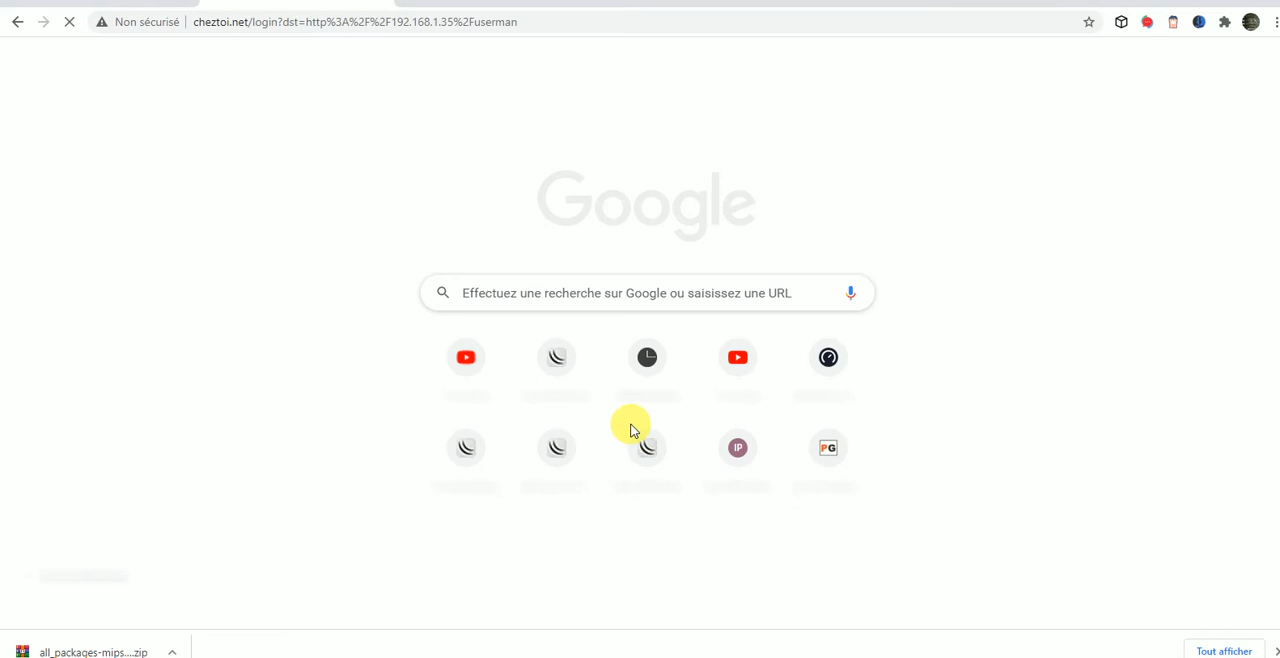 Non sécurisé cheztoi.net/login?dst=http%3A%2F%2F192.168.1.35%2Fuserman
Google
Effectuez une recherche sur Google ou saisissez une URL
IP PG
all_packages-mips....zip Tout afficher